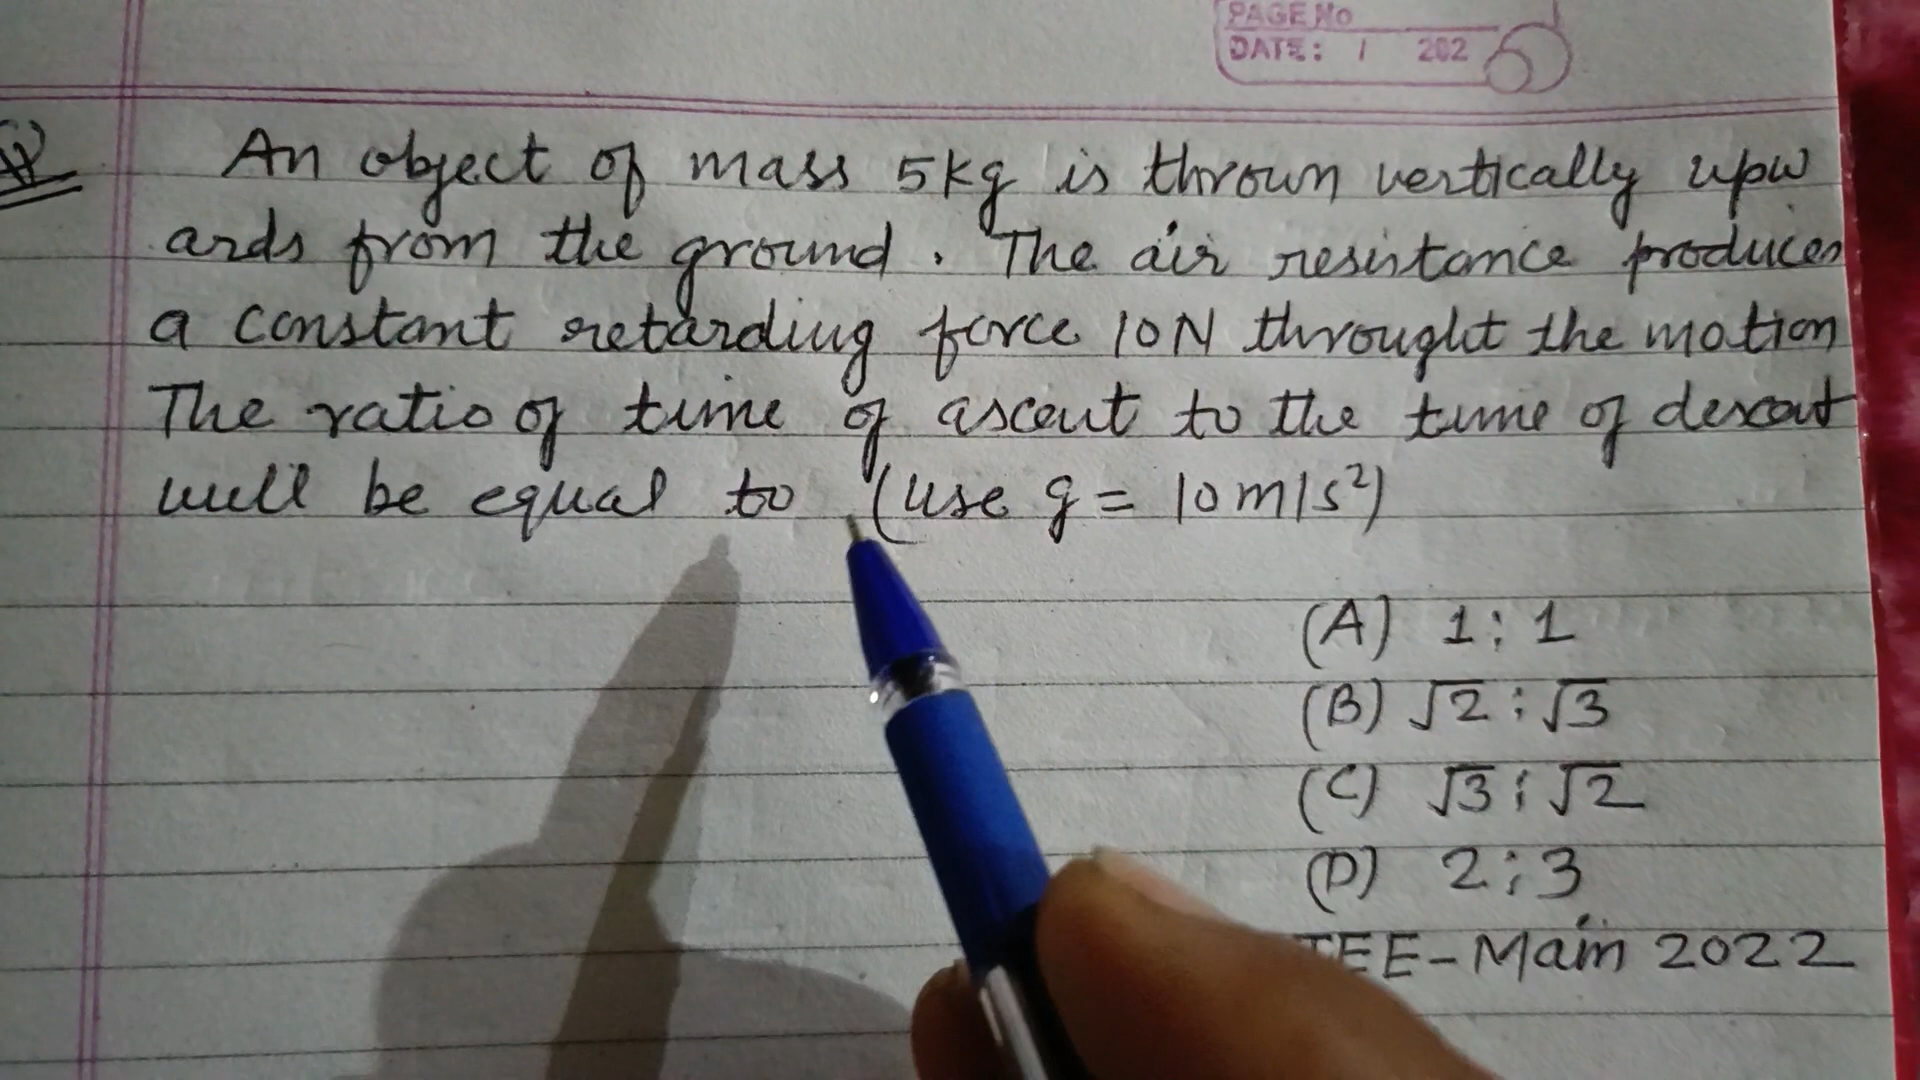 PAGE No
DATE: / 202
An object of mass 5kg is thrown vertically upw
ards from the ground. The air resistance produces
a constant retarding force 10N throught the motion
The ratio of time of ascent to the time of descent
will be equal to (use g = 10m/s²)
(A) 1:1
(B) √2:√3
(C) √3:√2
(D) 2:3
JEE-Main 2022